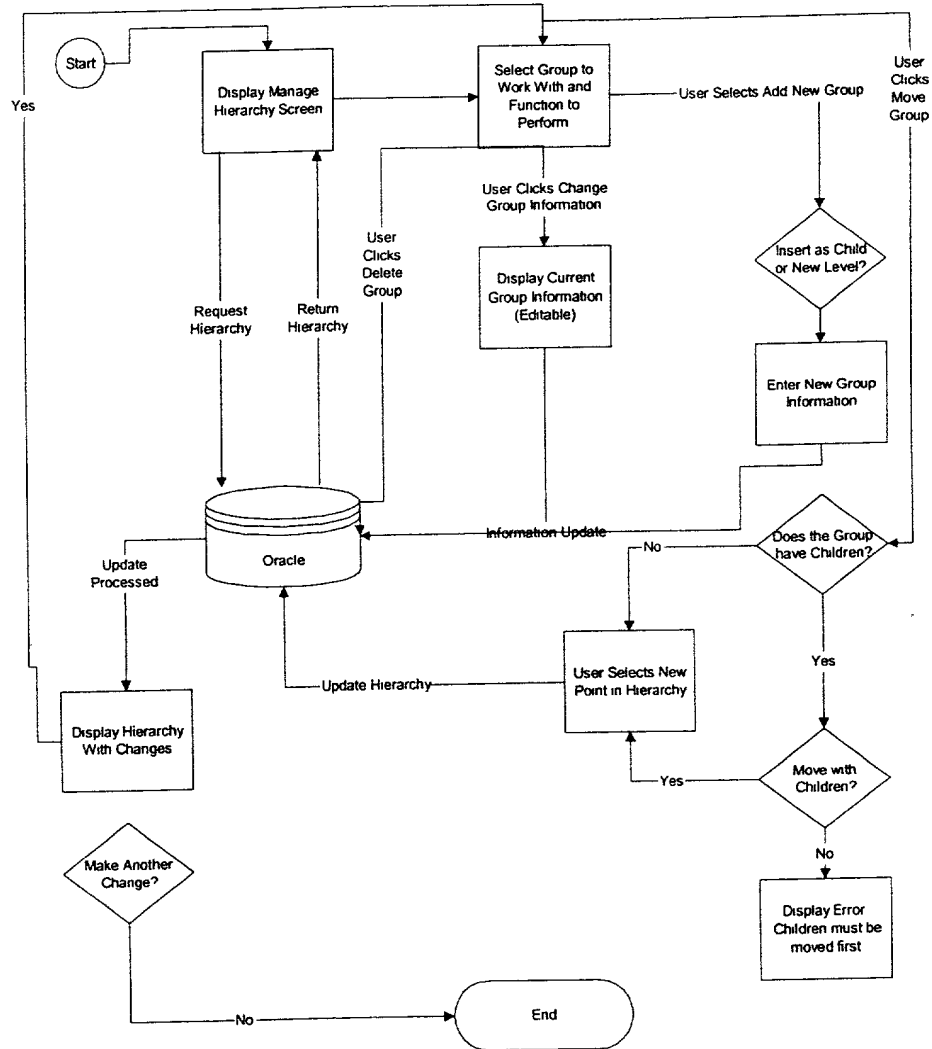 Start
Yes
Display Manage
Hierarchy Screen
Select Group to
Work With and
Function to
Perform
User Selects Add New Group
User
Clicks
Move
Group
User Clicks Change
Group Information
User
Clicks
Delete
Group
Insert as Child
or New Level?
Display Current
Group Information
(Editable)
Request
Hierarchy
Return
Hierarchy
Enter New Group
Information
Oracle
Information Update
Does the Group
have Children?
No
Update
Processed
Yes
User Selects New
Point in Hierarchy
Update Hierarchy
Display Hierarchy
With Changes
Move with
Children?
Yes
No
Make Another
Change?
Display Error
Children must be
moved first
No
End